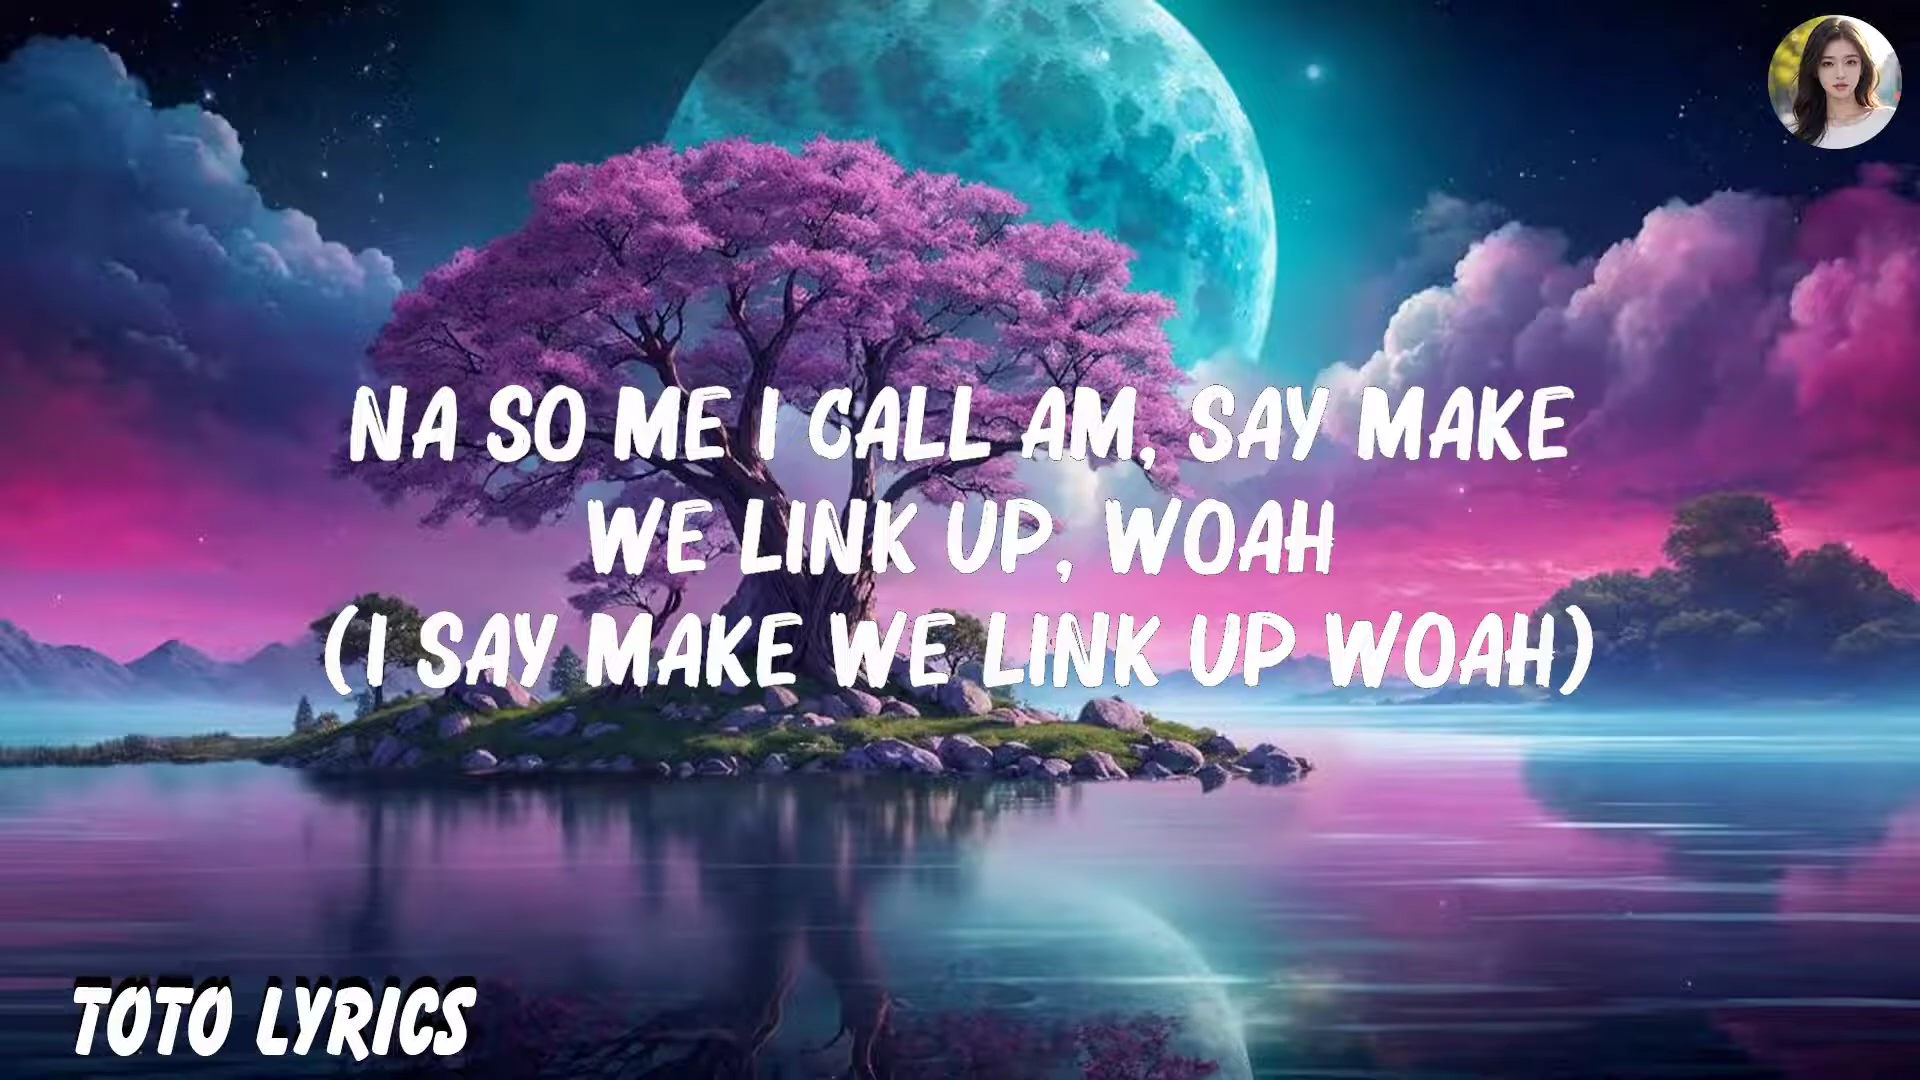 NA SO ME I CALL AM, SAY MAKE
WE LINK UP, WOAH
(I SAY MAKE WE LINK UP WOAH)
TOTO LYRICS